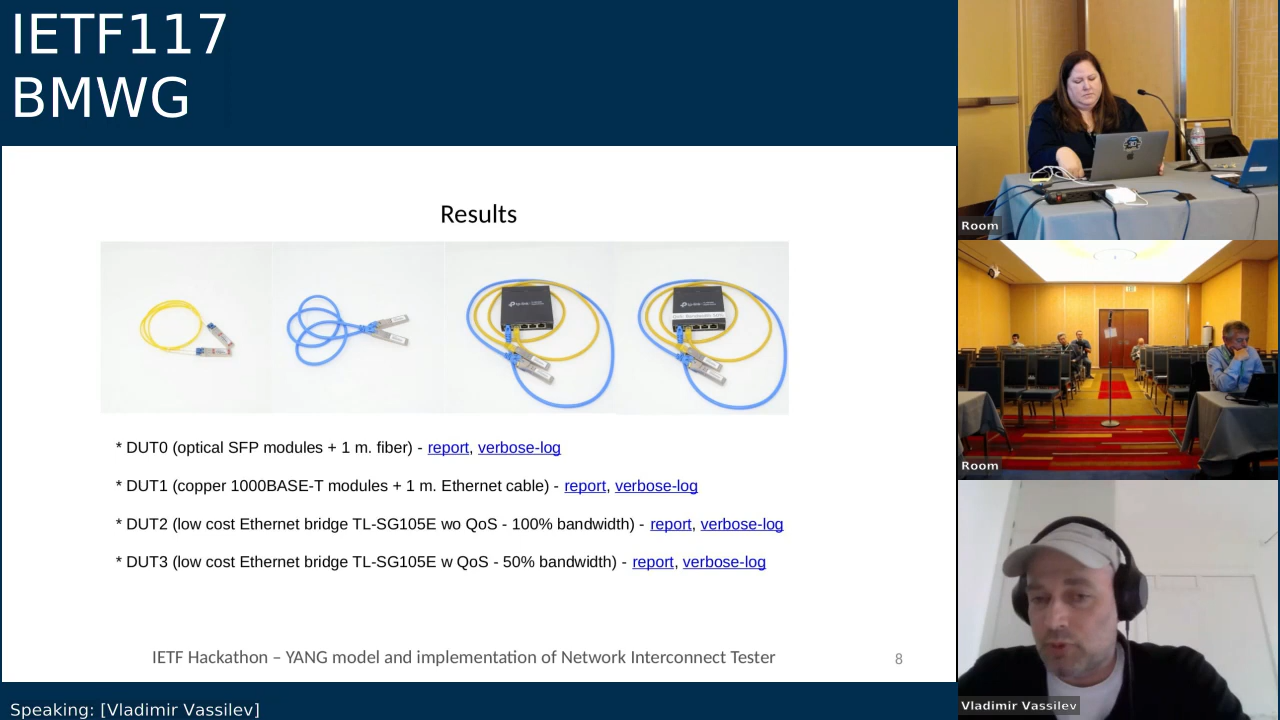 IETF117
BMWG
Results
* DUT0 (optical SFP modules + 1 m. fiber) - report, verbose-log
* DUT1 (copper 1000BASE-T modules + 1 m. Ethernet cable) - report, verbose-log
* DUT2 (low cost Ethernet bridge TL-SG105E wo QoS - 100% bandwidth) - report, verbose-log
* DUT3 (low cost Ethernet bridge TL-SG105E w QoS - 50% bandwidth) - report, verbose-log
IETF Hackathon – YANG model and implementation of Network Interconnect Tester
8
Speaking: [Vladimir Vassilev]
Room
Room
Vladimir Vassilev